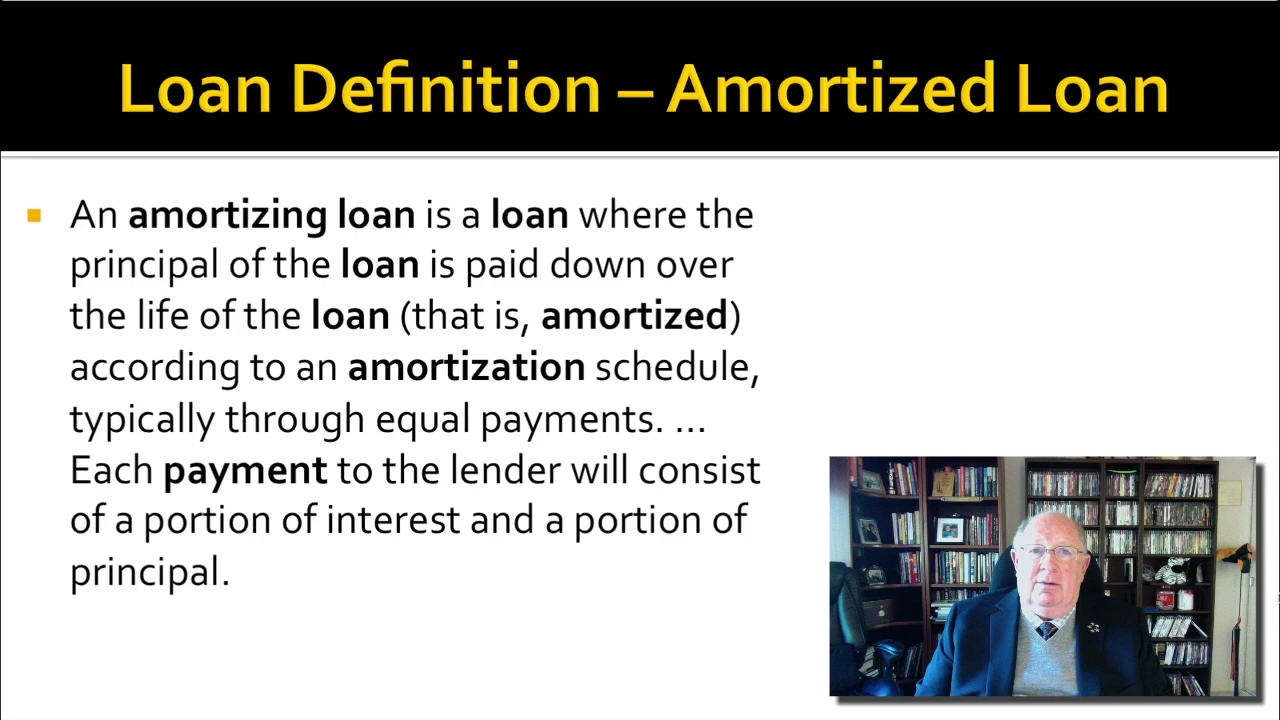 Loan Definition – Amortized Loan
An amortizing loan is a loan where the
principal of the loan is paid down over
the life of the loan (that is, amortized)
according to an amortization schedule,
typically through equal payments. ...
Each payment to the lender will consist
of a portion of interest and a portion of
principal.